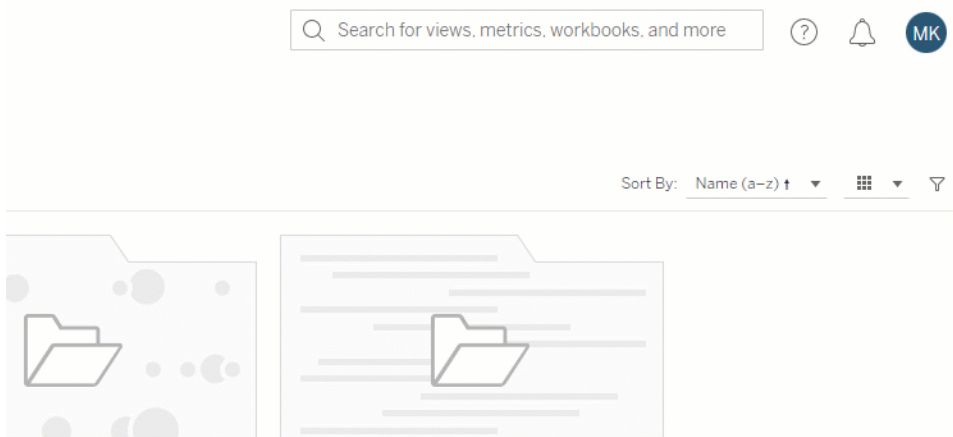 Search for views, metrics, workbooks, and more
?
MK
Sort By: Name (a–z) ↑